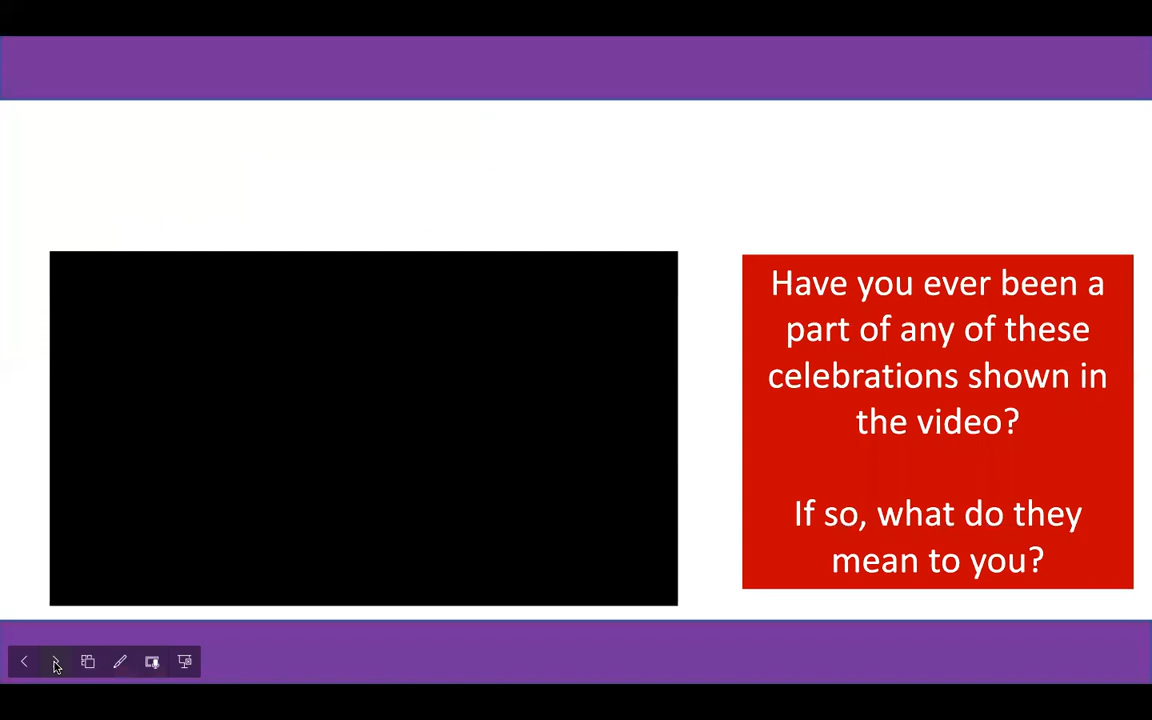 Have you ever been a
part of any of these
celebrations shown in
the video?
If so, what do they
mean to you?